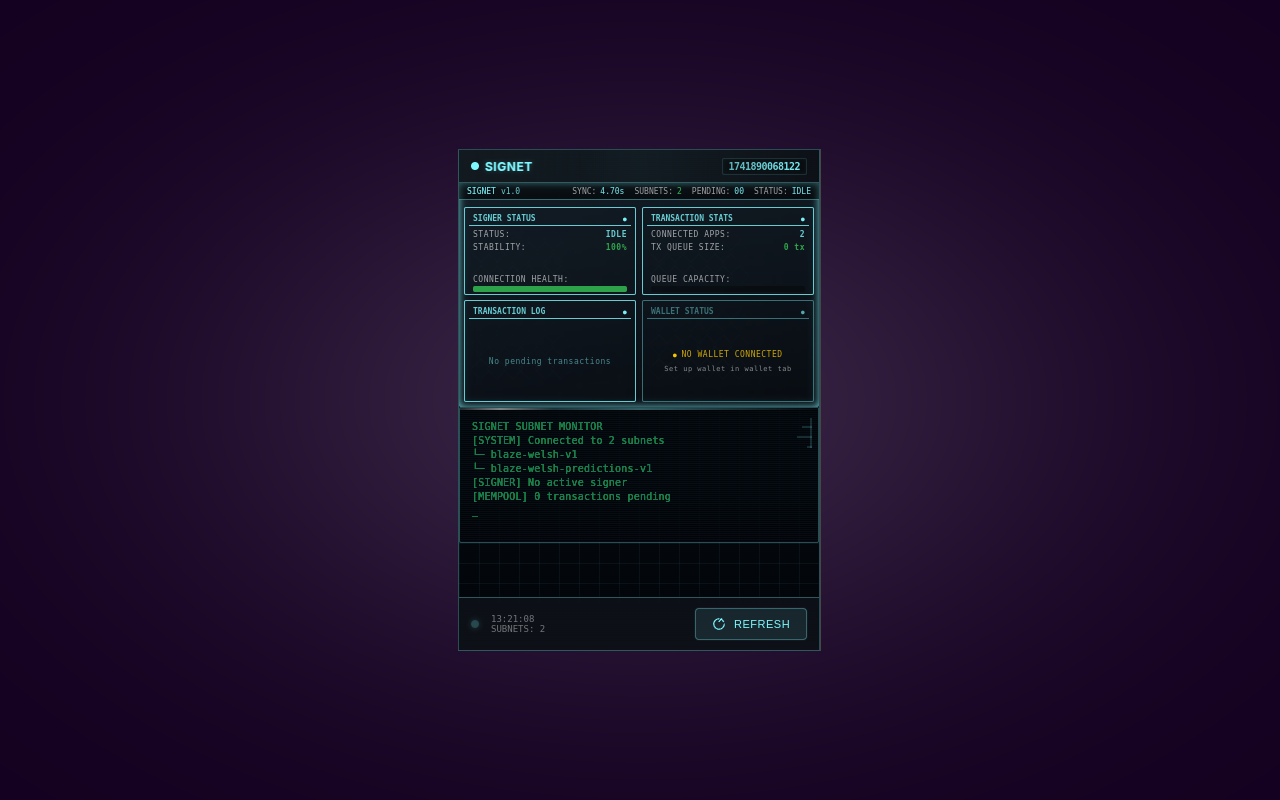 SIGNET
1741890068122
SIGNET v1.0 SYNC: 4.70s SUBNETS: 2 PENDING: 00 STATUS: IDLE
SIGNER STATUS
STATUS: IDLE
STABILITY: 100%
CONNECTION HEALTH:
TRANSACTION STATS
CONNECTED APPS: 2
TX QUEUE SIZE: 0 tx
QUEUE CAPACITY:
TRANSACTION LOG
No pending transactions
WALLET STATUS
NO WALLET CONNECTED
Set up wallet in wallet tab
SIGNET SUBNET MONITOR
[SYSTEM] Connected to 2 subnets
└─ blaze-welsh-v1
└─ blaze-welsh-predictions-v1
[SIGNER] No active signer
[MEMPOOL] 0 transactions pending
_
13:21:08
SUBNETS: 2
REFRESH